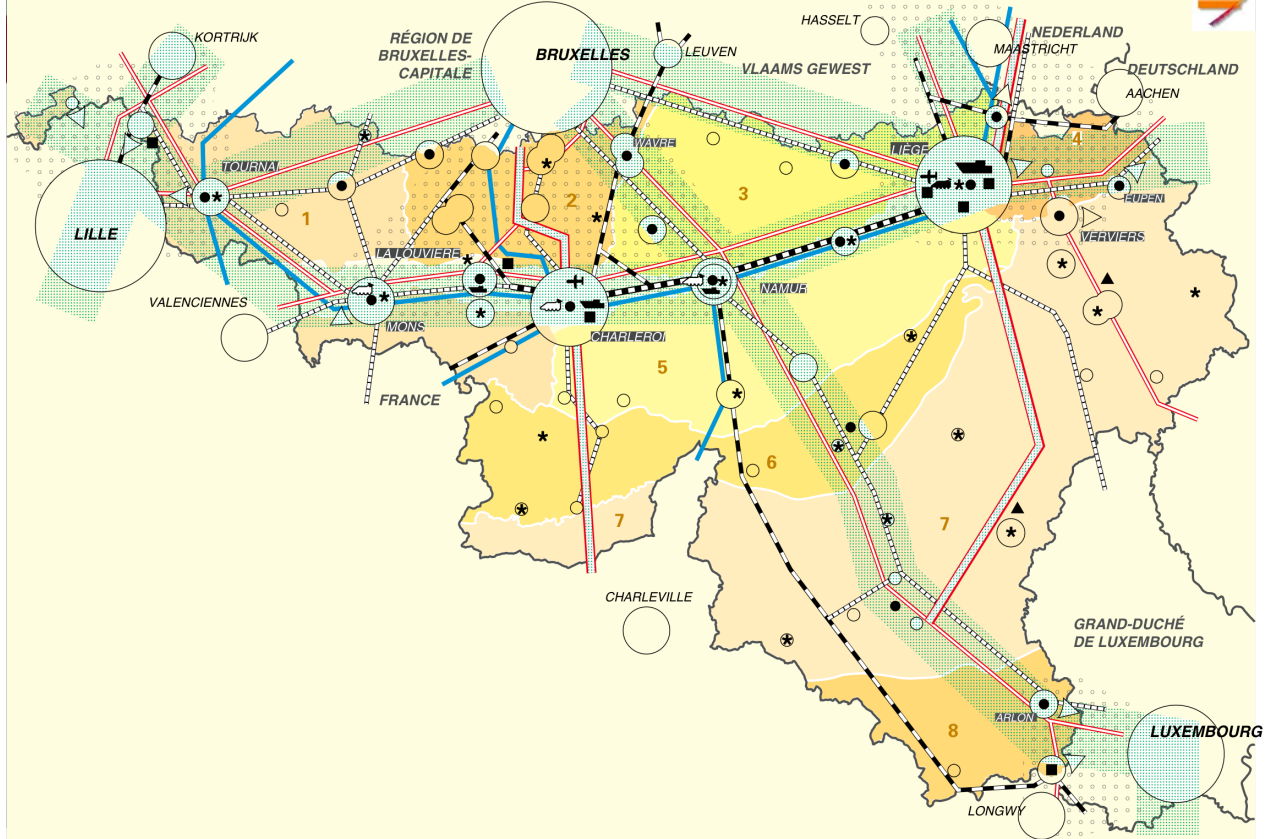 HASSELT
KORTRIJK
RÉGION DE
BRUXELLES-
CAPITALE
BRUXELLES
LEUVEN
NEDERLAND
MAASTRICHT
VLAAMS GEWEST
DEUTSCHLAND
AACHEN
4
WAVRE
LIÈGE
TOURNAI
EUPEN
3
2
1
LILLE
VERVIERS
LA LOUVIERE
NAMUR
VALENCIENNES
MONS
CHARLEROI
5
FRANCE
6
7
7
CHARLEVILLE
GRAND-DUCHÉ
DE LUXEMBOURG
ARLON
8
LUXEMBOURG
LONGWY